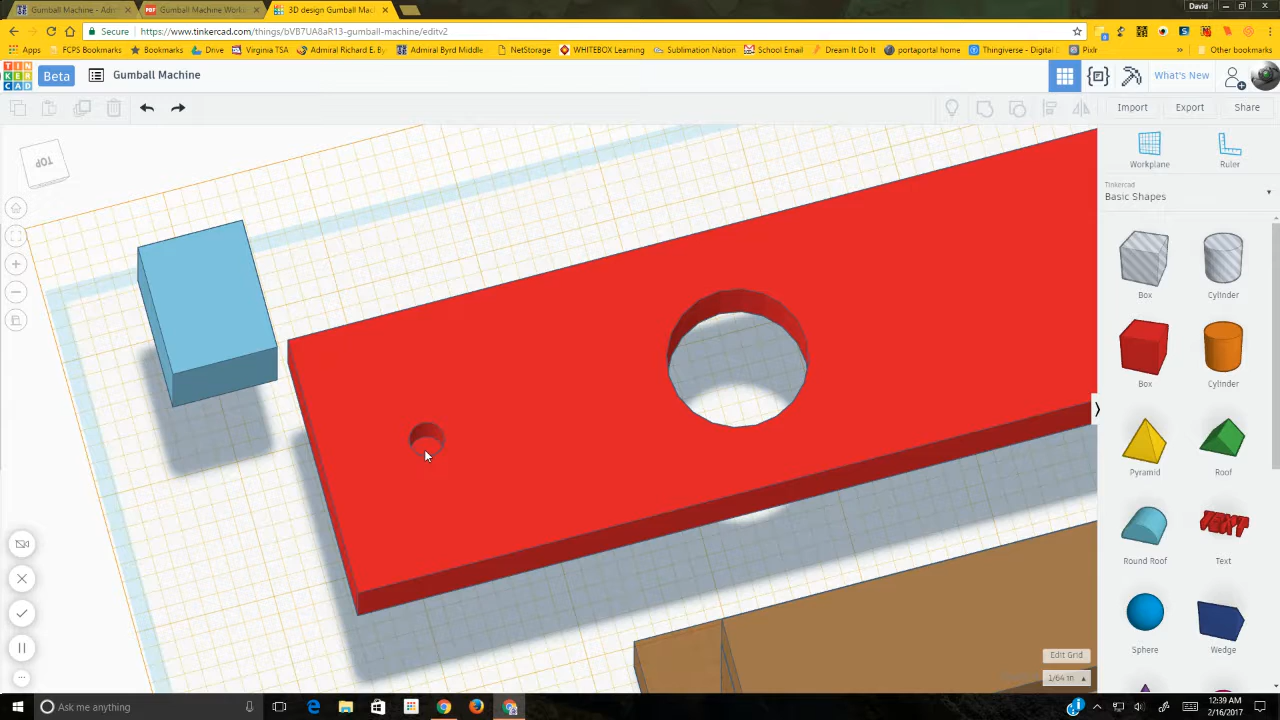 Gumball Machine - Adm
Gumball Machine Work
3D design Gumball Mac
David
Secure
https://www.tinkercad.com/things/bVB7UA8aR13-gumball-machine/editv2
Apps
FCPS Bookmarks
Bookmarks
Drive
Virginia TSA
Admiral Richard E. By
Admiral Byrd Middle
NetStorage
WHITEBOX Learning
Sublimation Nation
School Email
Dream It Do It
portaportal home
Thingiverse - Digital
Pixlr
»
Other bookmarks
TIN
KER
CAD
Beta
Gumball Machine
What's New
Import
Export
Share
TOP
Workplane
Ruler
Tinkercad
Basic Shapes
Box
Cylinder
Box
Cylinder
Pyramid
Roof
TEXT
Round Roof
Text
Sphere
Wedge
Edit Grid
1/64 in
Ask me anything
12:39 AM
2/16/2017